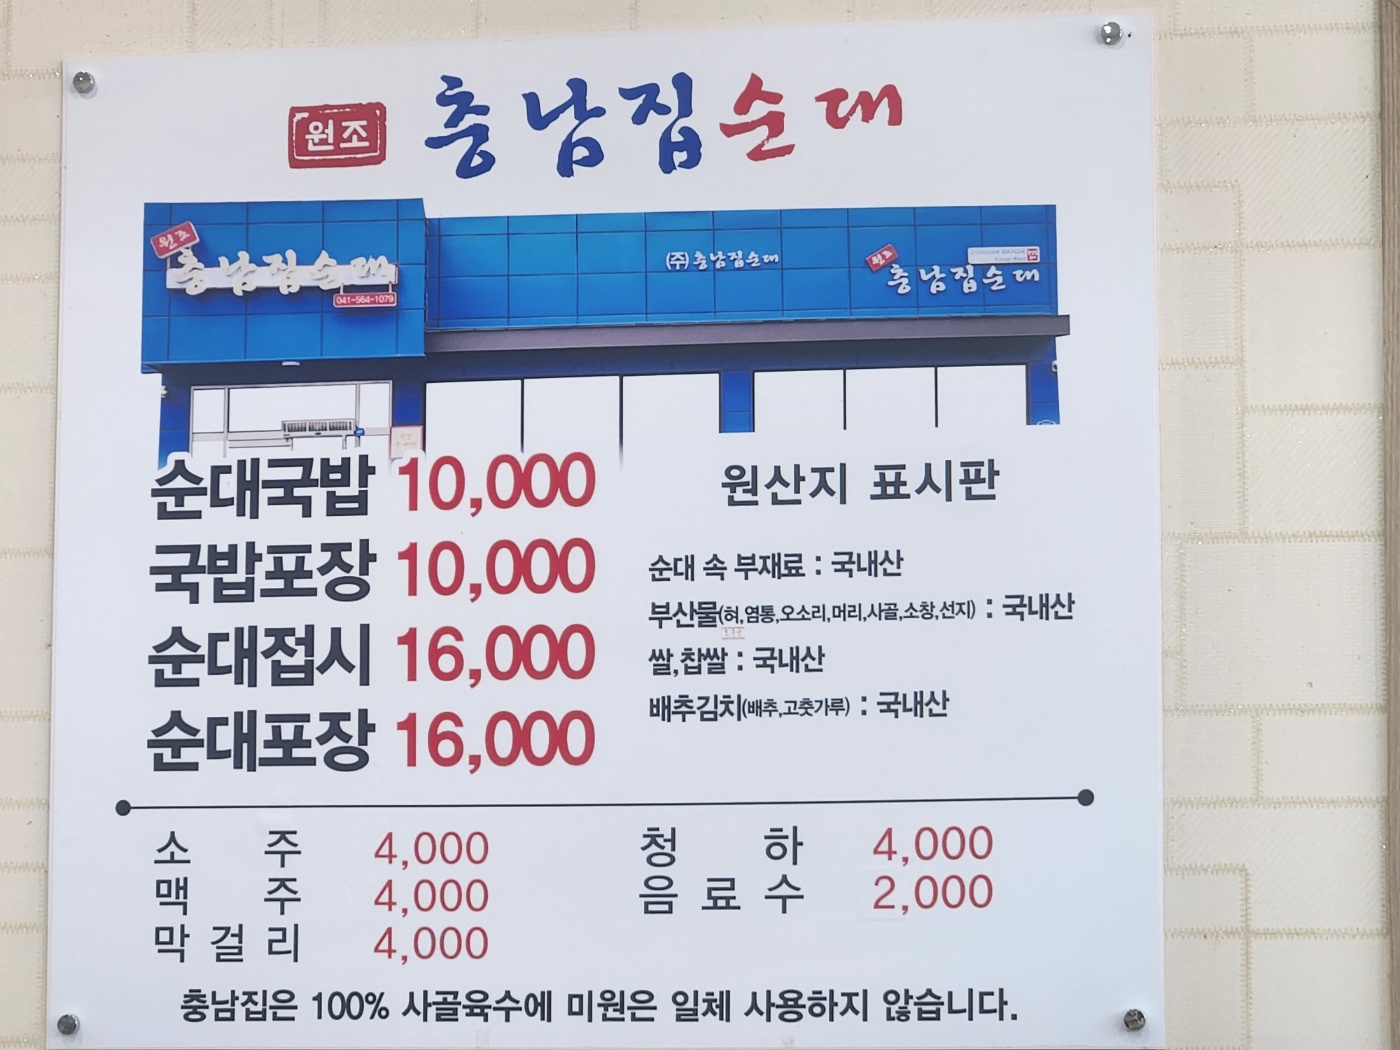 원조 충남집순대
원조
충남집순대
041-564-1079
(주)충남집순대
원조
충남집순대
순대국밥 10,000
국밥포장 10,000
순대접시 16,000
순대포장 16,000
원산지 표시판
순대 속 부재료 : 국내산
부산물(혀,염통,오소리,머리,사골,소창,선지) : 국내산
쌀,찹쌀 : 국내산
배추김치(배추,고춧가루) : 국내산
소 주 4,000
맥 주 4,000
막 걸 리 4,000
청 하 4,000
음 료 수 2,000
충남집은 100% 사골육수에 미원은 일체 사용하지 않습니다.